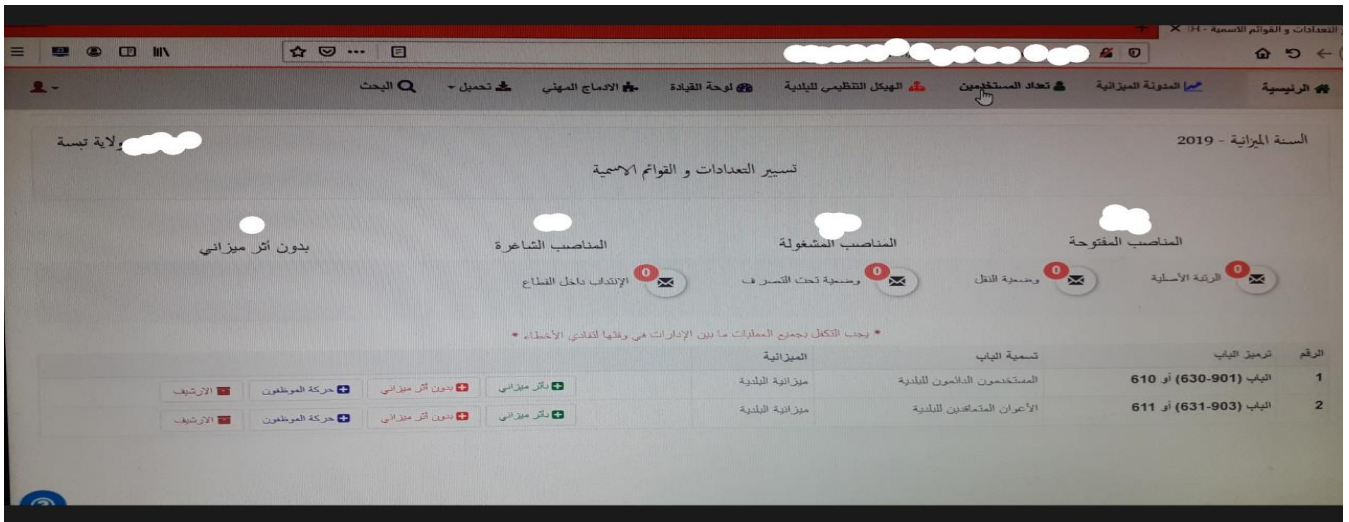 التعدادات و القوائم الاسمية - RH
الرئيسية المدونة الميزانية تعداد المستخدمين الهيكل التنظيمي للبلدية لوحة القيادة الادماج المهني تحميل البحث
السنة الميزانية - 2019 ولاية تبسة
تسيير التعدادات و القوائم الاسمية
المناصب المفتوحة المناصب المشغولة المناصب الشاغرة بدون أثر ميزاني
0 الرتبة الأصلية 0 وضعية النقل 0 وضعية تحت التصرف 0 الإنتداب داخل القطاع
* يجب التكفل بجميع العمليات ما بين الإدارات في وقتها لتفادي الأخطاء *
الرقم ترميز الباب تسمية الباب الميزانية
1 الباب (901-630) أو 610 المستخدمون الدائمون للبلدية ميزانية البلدية بأثر ميزاني بدون أثر ميزاني حركة الموظفون الارشيف
2 الباب (903-631) أو 611 الأعوان المتعاقدين للبلدية ميزانية البلدية بأثر ميزاني بدون أثر ميزاني حركة الموظفون الارشيف